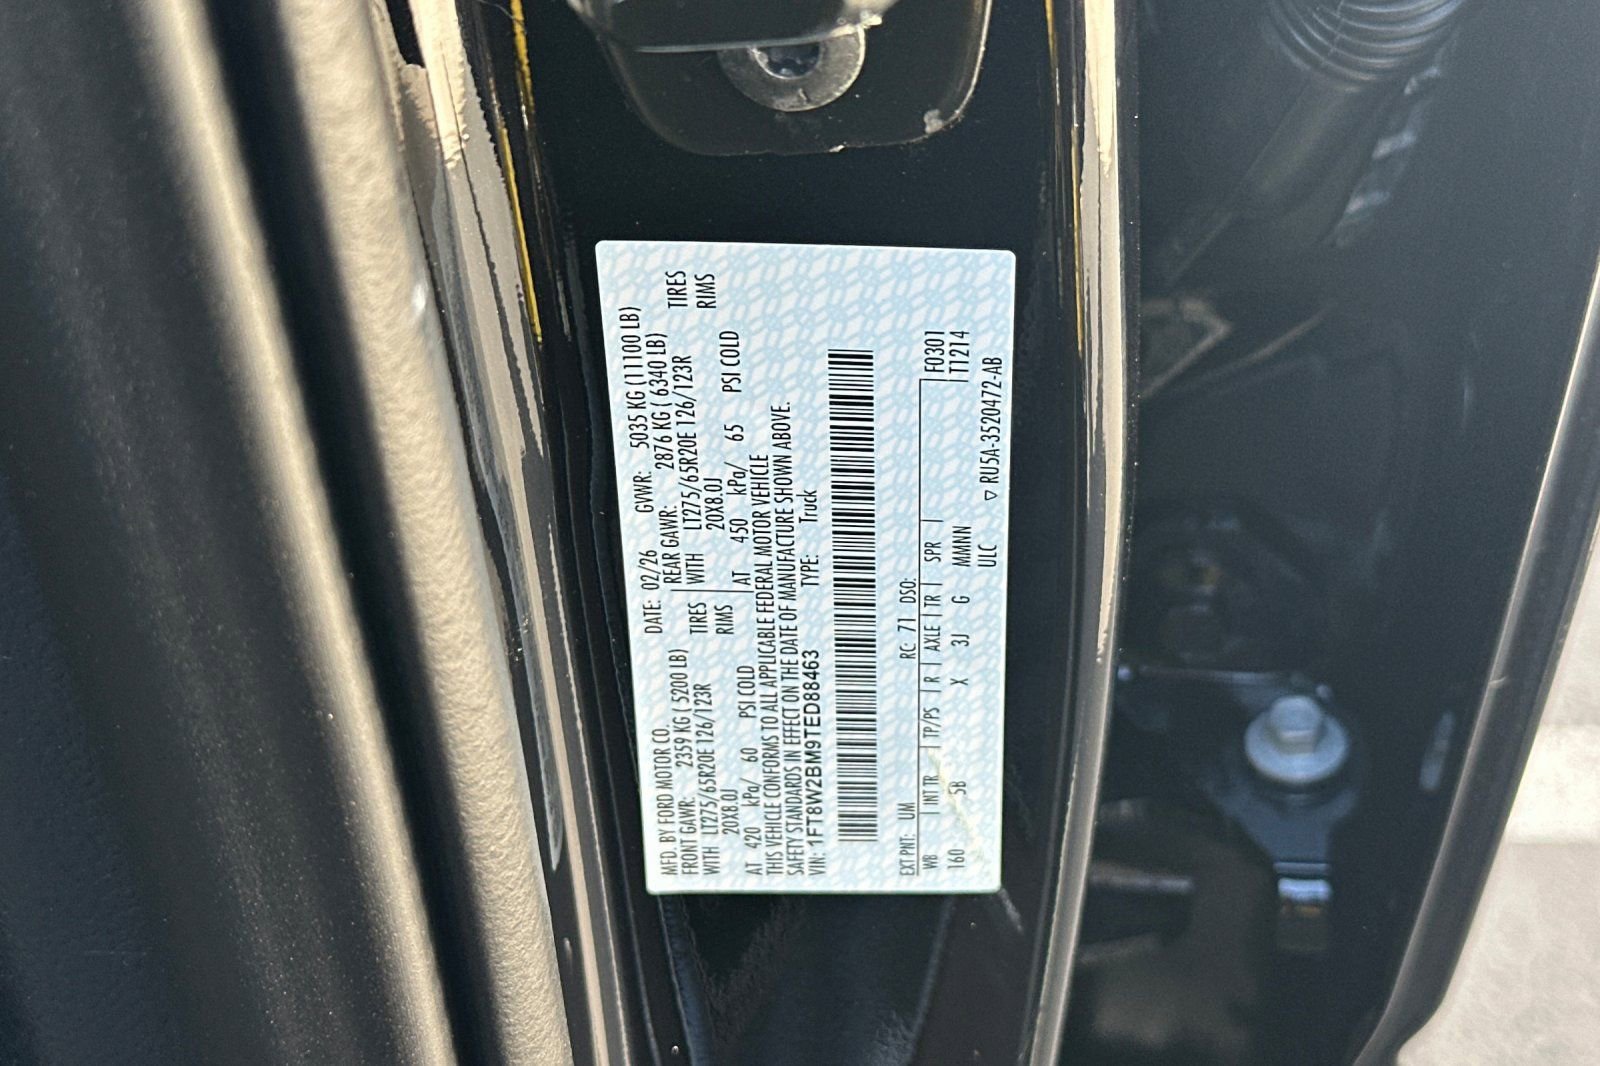 MFD. BY FORD MOTOR CO.
DATE: 02/26 GVWR: 5035 KG (11100 LB)
FRONT GAWR: 2359 KG ( 5200 LB) REAR GAWR: 2876 KG ( 6340 LB)
WITH LT275/65R20E 126/123R TIRES WITH LT275/65R20E 126/123R TIRES
20X8.0J RIMS 20X8.0J RIMS
AT 420 kPa/ 60 PSI COLD AT 450 kPa/ 65 PSI COLD
THIS VEHICLE CONFORMS TO ALL APPLICABLE FEDERAL MOTOR VEHICLE
SAFETY STANDARDS IN EFFECT ON THE DATE OF MANUFACTURE SHOWN ABOVE.
VIN: 1FT8W2BM9TED88463 TYPE: Truck
EXT PNT: UM RC: 71 DSO:
WB INT TR TP/PS R AXLE TR SPR F0301
160 5B X 3J G MMNN T1214
ULC ▽ RU5A-3520472-AB